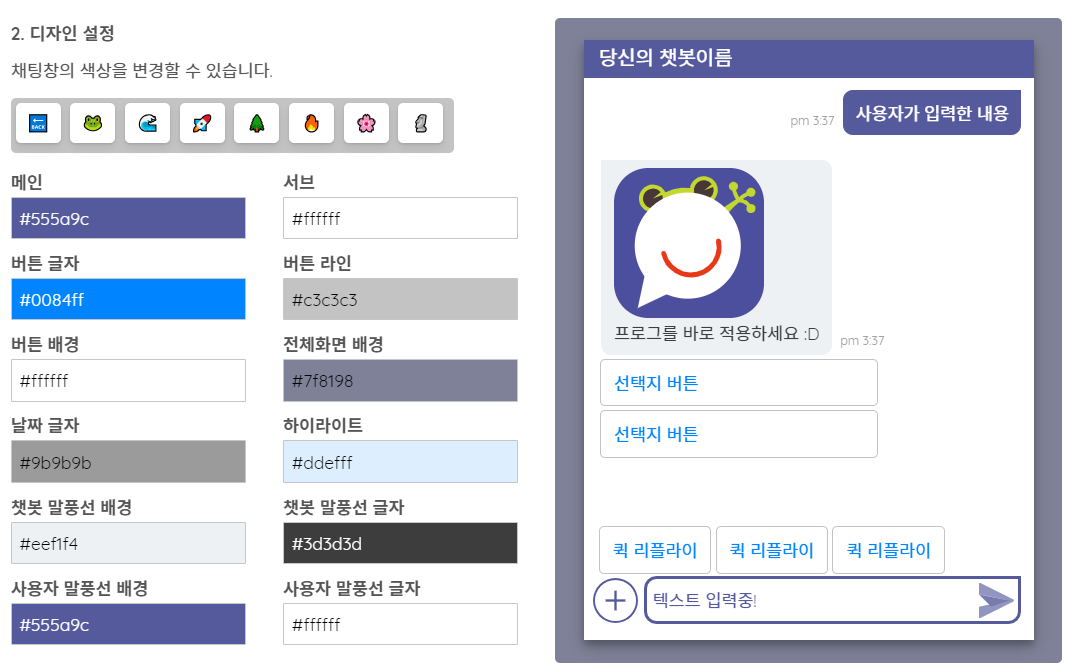 2. 디자인 설정
채팅창의 색상을 변경할 수 있습니다.
BACK
메인
서브
#555a9c
#ffffff
버튼 글자
버튼 라인
#0084ff
#c3c3c3
버튼 배경
전체화면 배경
#ffffff
#7f8198
날짜 글자
하이라이트
#9b9b9b
#ddefff
챗봇 말풍선 배경
챗봇 말풍선 글자
#eef1f4
#3d3d3d
사용자 말풍선 배경
사용자 말풍선 글자
#555a9c
#ffffff
당신의 챗봇이름
pm 3:37 사용자가 입력한 내용
프로그를 바로 적용하세요 :D pm 3:37
선택지 버튼
선택지 버튼
퀵 리플라이 퀵 리플라이 퀵 리플라이
텍스트 입력중!